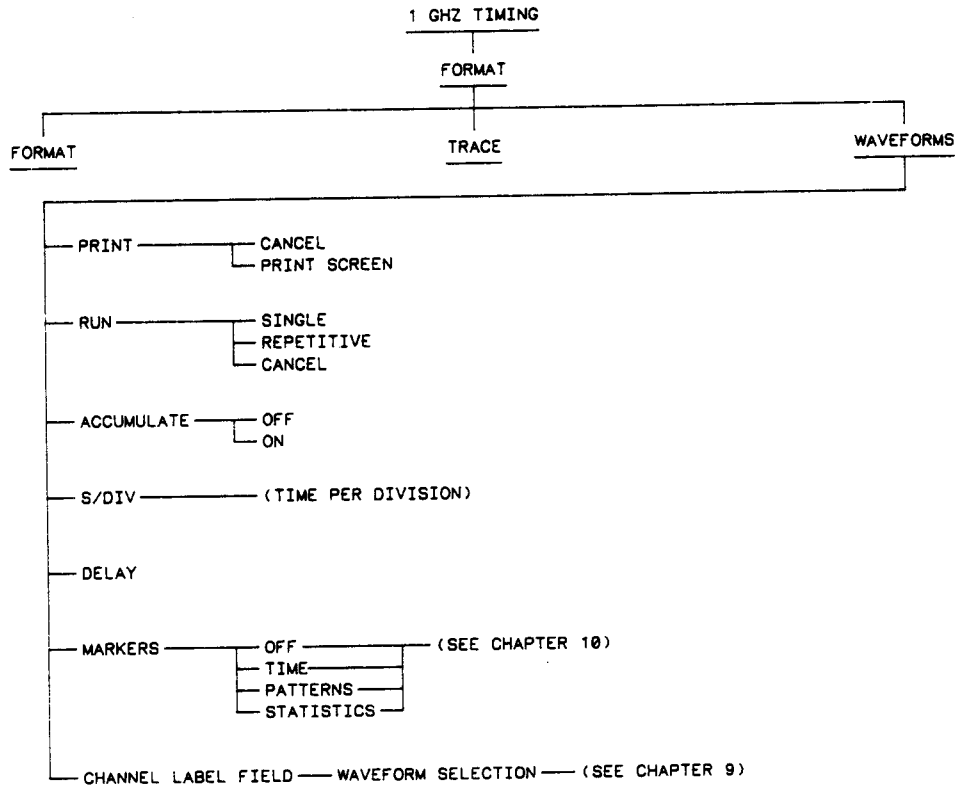 1 GHZ TIMING
FORMAT
FORMAT
TRACE
WAVEFORMS
PRINT
CANCEL
PRINT SCREEN
RUN
SINGLE
REPETITIVE
CANCEL
ACCUMULATE
OFF
ON
S/DIV
(TIME PER DIVISION)
DELAY
MARKERS
OFF
(SEE CHAPTER 10)
TIME
PATTERNS
STATISTICS
CHANNEL LABEL FIELD
WAVEFORM SELECTION
(SEE CHAPTER 9)